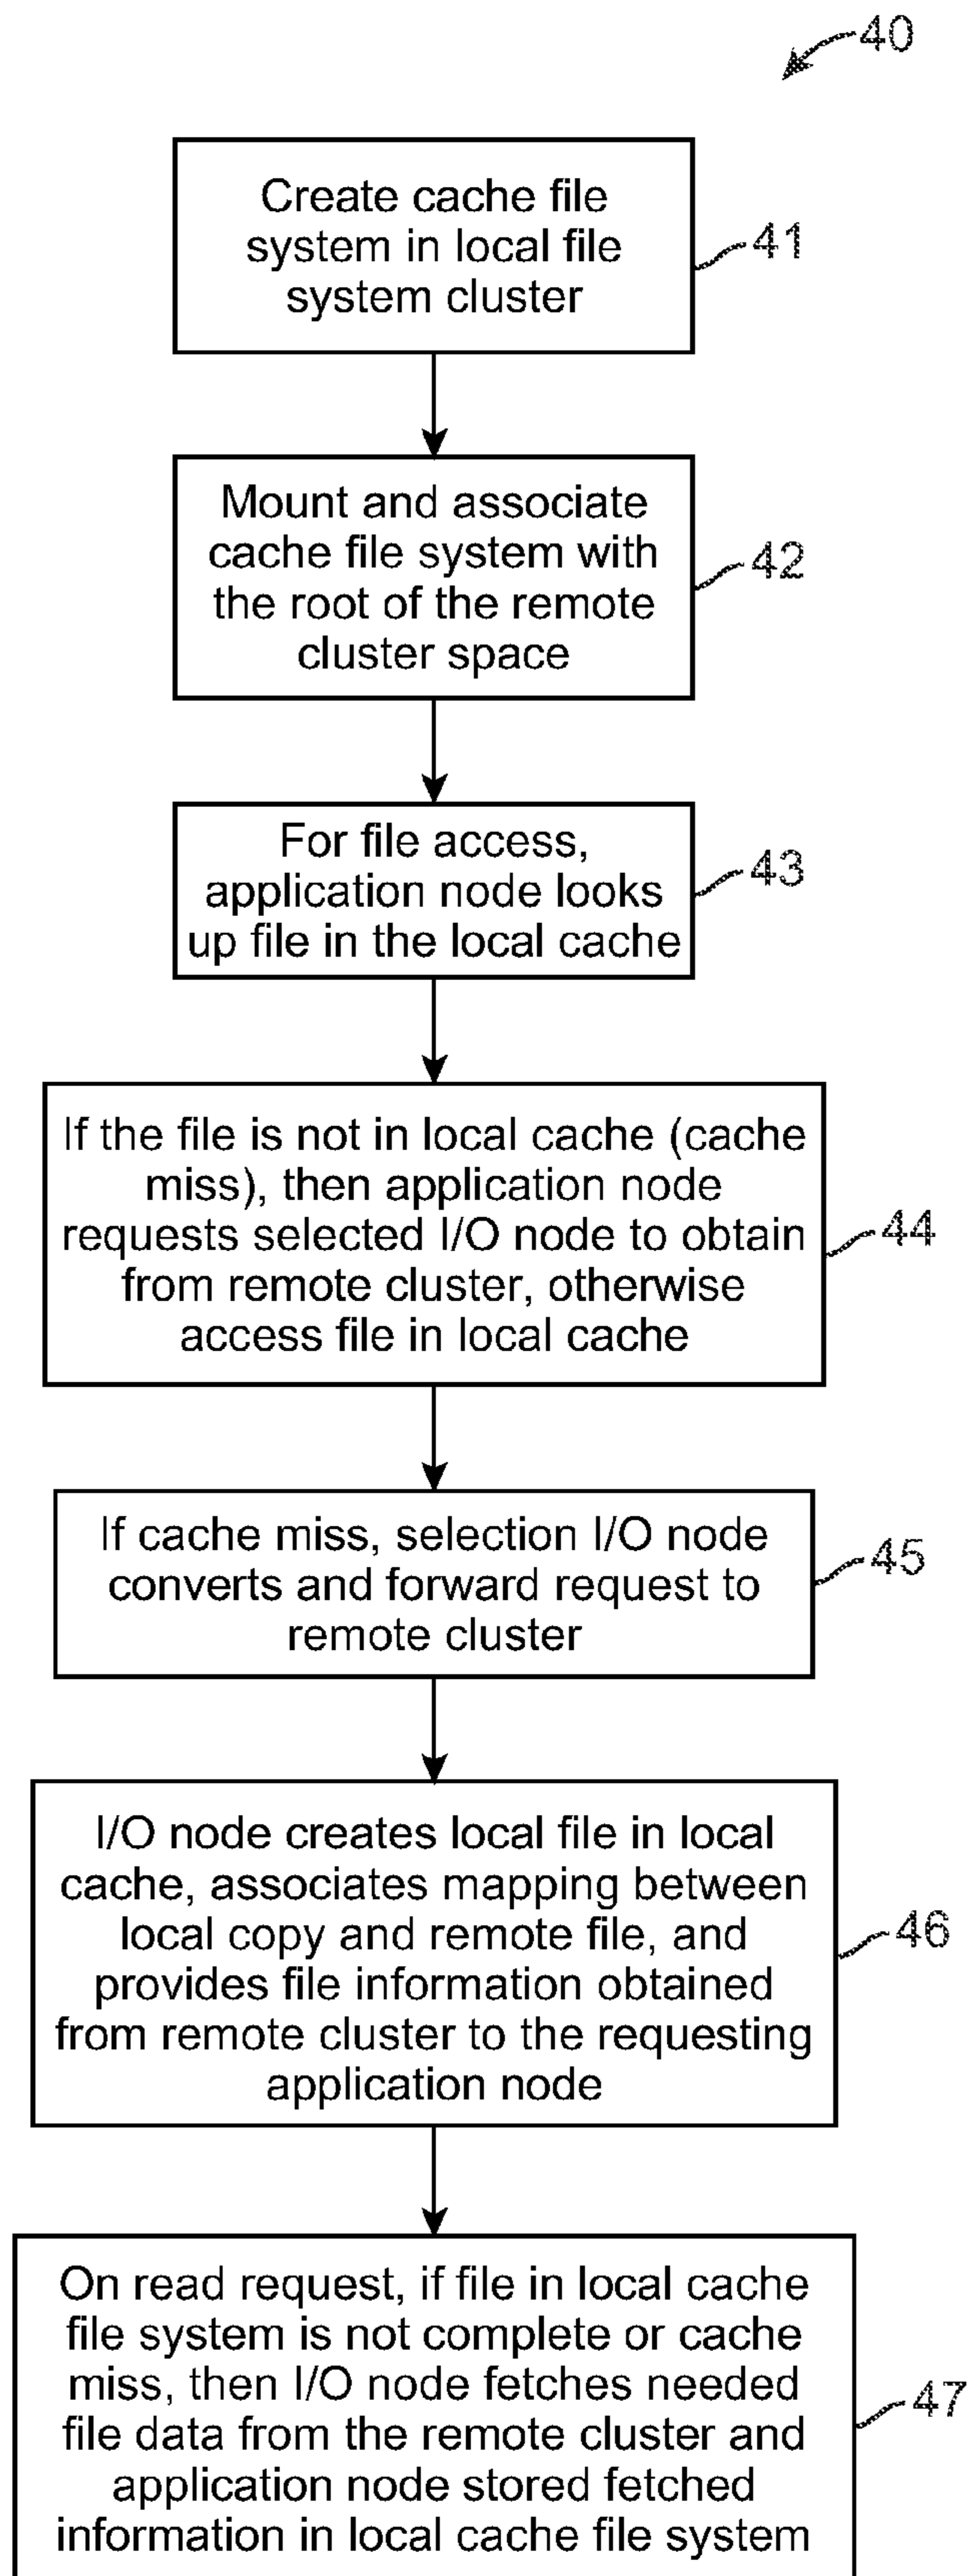 40
Create cache file
system in local file
system cluster
41
Mount and associate
cache file system with
the root of the remote
cluster space
42
For file access,
application node looks
up file in the local cache
43
If the file is not in local cache (cache
miss), then application node
requests selected I/O node to obtain
from remote cluster, otherwise
access file in local cache
44
If cache miss, selection I/O node
converts and forward request to
remote cluster
45
I/O node creates local file in local
cache, associates mapping between
local copy and remote file, and
provides file information obtained
from remote cluster to the requesting
application node
46
On read request, if file in local cache
file system is not complete or cache
miss, then I/O node fetches needed
file data from the remote cluster and
application node stored fetched
information in local cache file system
47